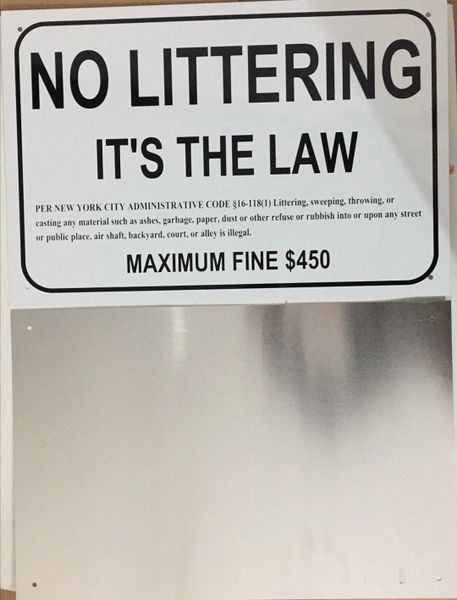 NO LITTERING
IT'S THE LAW
PER NEW YORK CITY ADMINISTRATIVE CODE §16-118(1) Littering, sweeping, throwing, or
casting any material such as ashes, garbage, paper, dust or other refuse or rubbish into or upon any street
or public place, air shaft, backyard, court, or alley is illegal.
MAXIMUM FINE $450